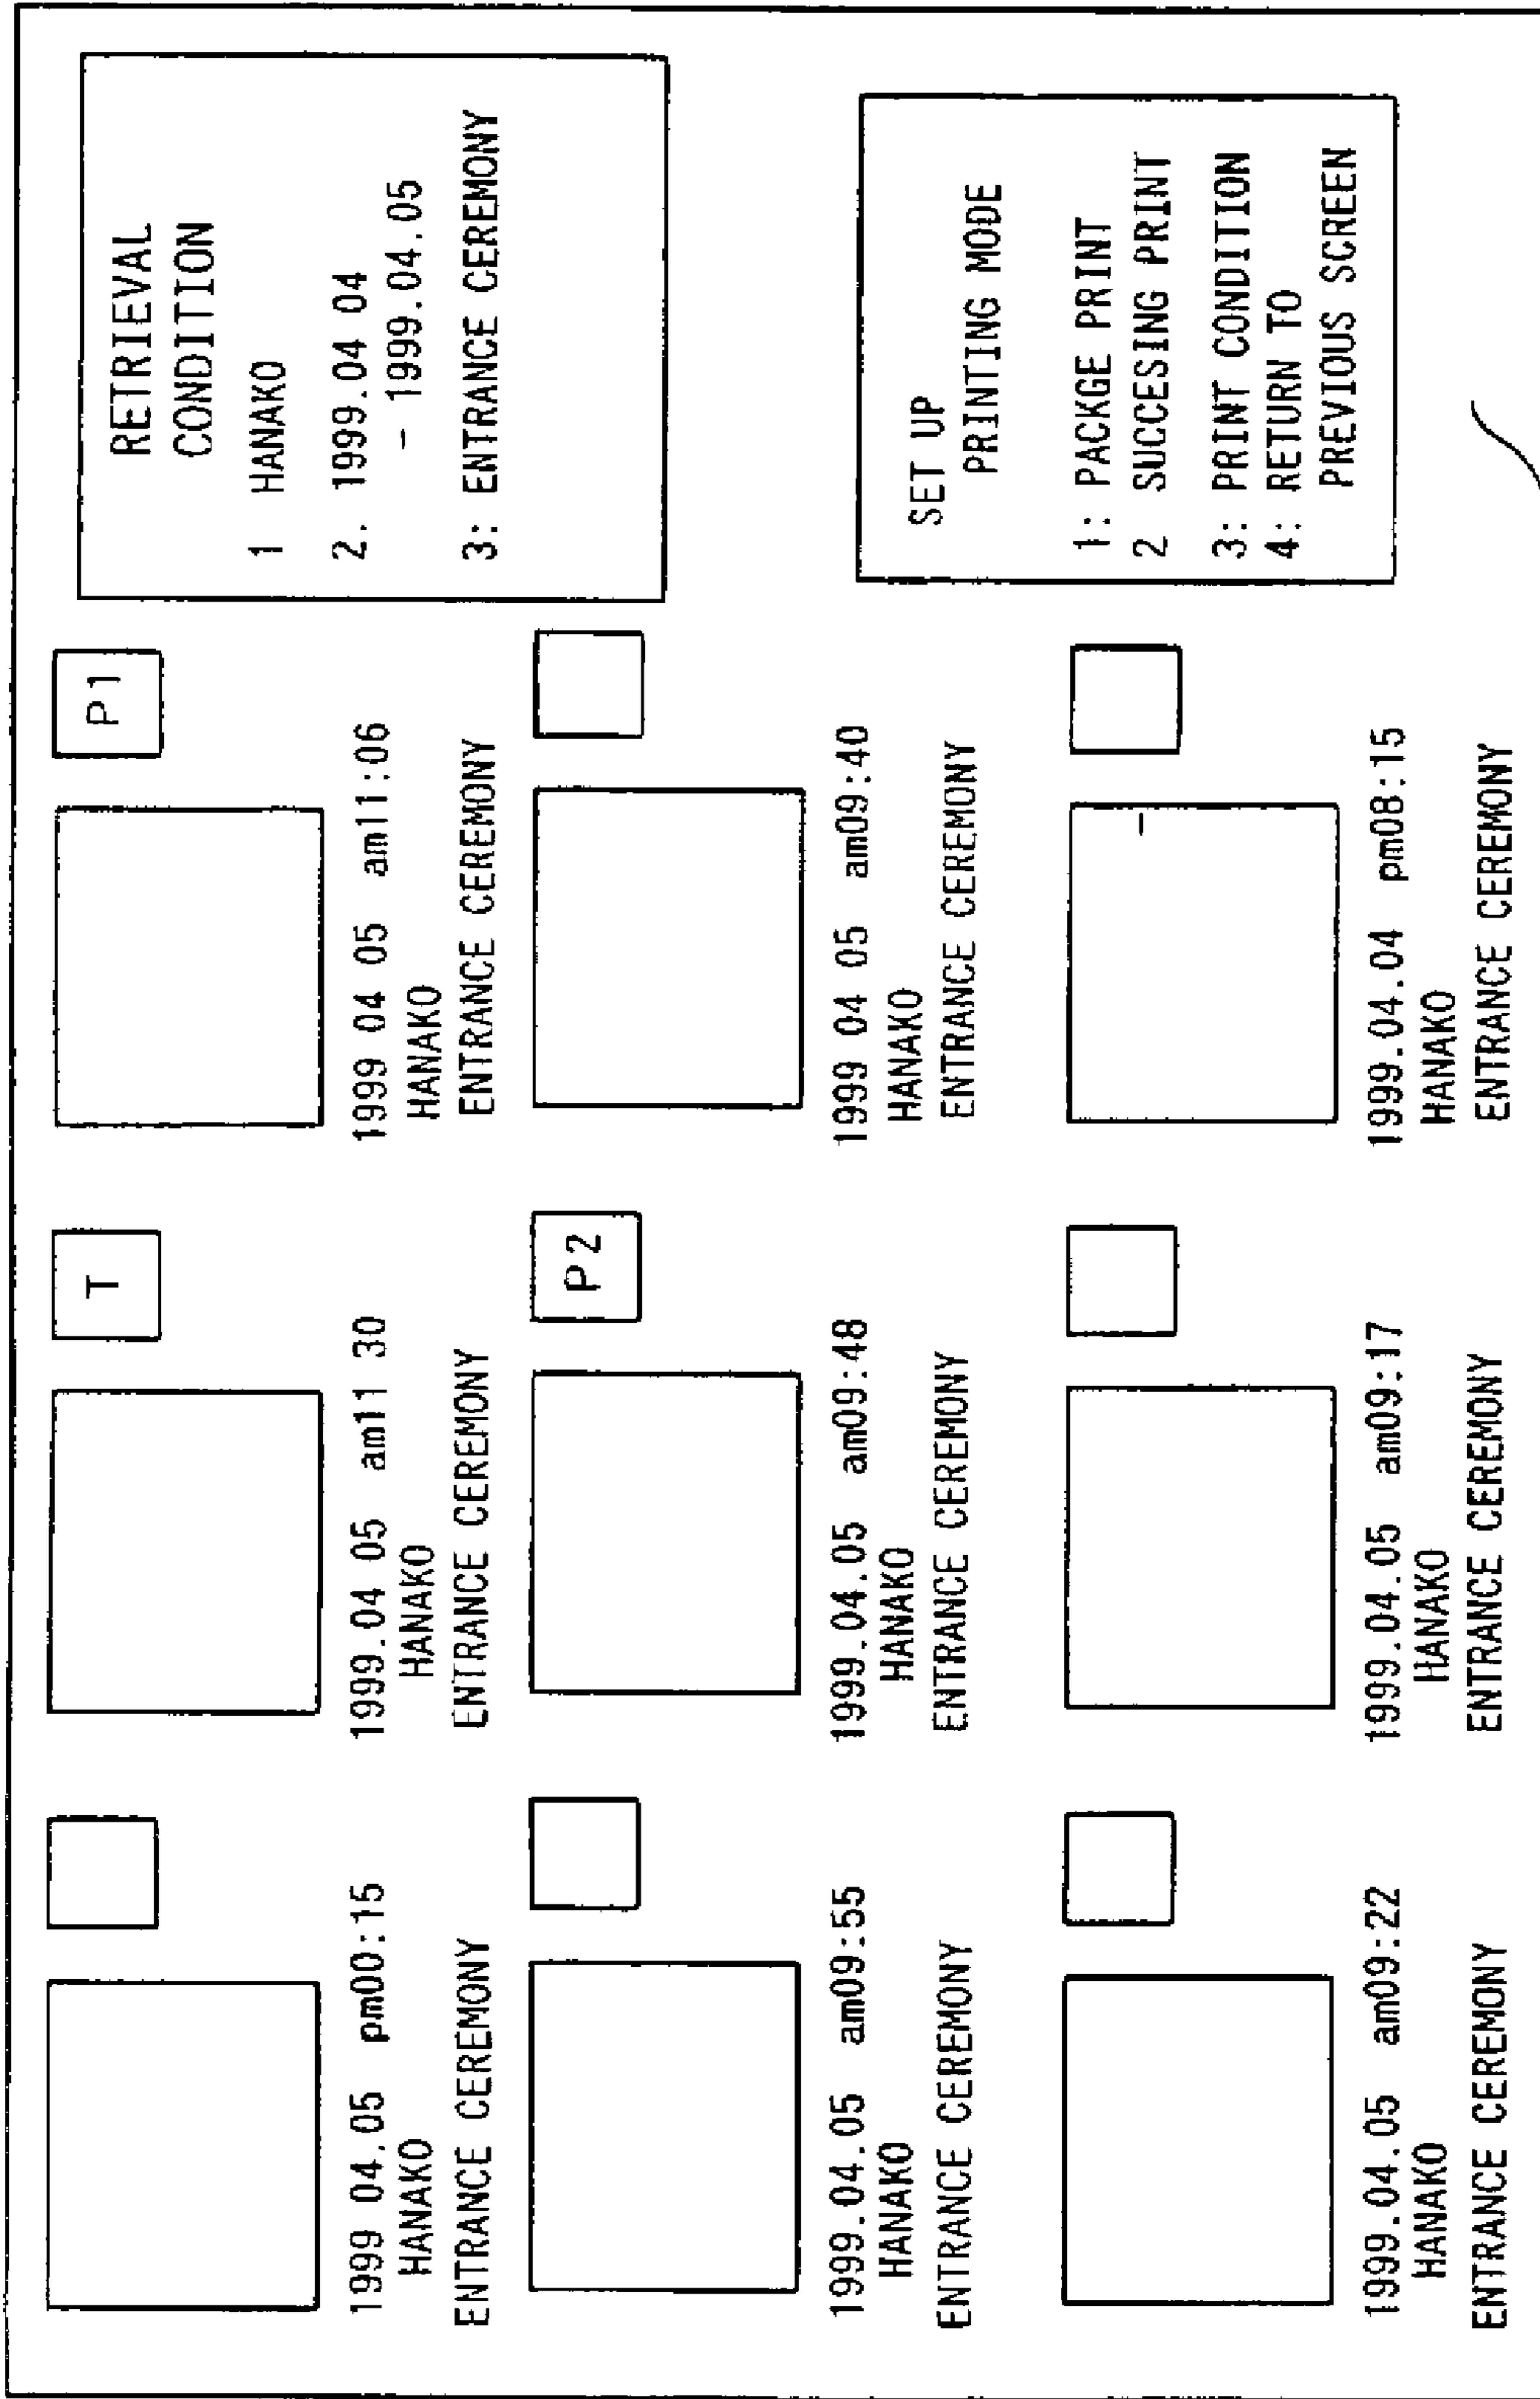 1999 04.05 pm00:15
HANAKO
ENTRANCE CEREMONY
T
1999.04 05 am11 30
HANAKO
ENTRANCE CEREMONY
P1
1999 04 05 am11:06
HANAKO
ENTRANCE CEREMONY
1999.04.05 am09:55
HANAKO
ENTRANCE CEREMONY
P2
1999.04.05 am09:48
HANAKO
ENTRANCE CEREMONY
1999 04 05 am09:40
HANAKO
ENTRANCE CEREMONY
1999.04.05 am09:22
HANAKO
ENTRANCE CEREMONY
1999.04.05 am09:17
HANAKO
ENTRANCE CEREMONY
1999.04.04 pm08:15
HANAKO
ENTRANCE CEREMONY
RETRIEVAL
CONDITION
1 HANAKO
2. 1999.04 04
- 1999.04.05
3: ENTRANCE CEREMONY
SET UP
PRINTING MODE
1: PACKGE PRINT
2 SUCCESING PRINT
3: PRINT CONDITION
4: RETURN TO
PREVIOUS SCREEN